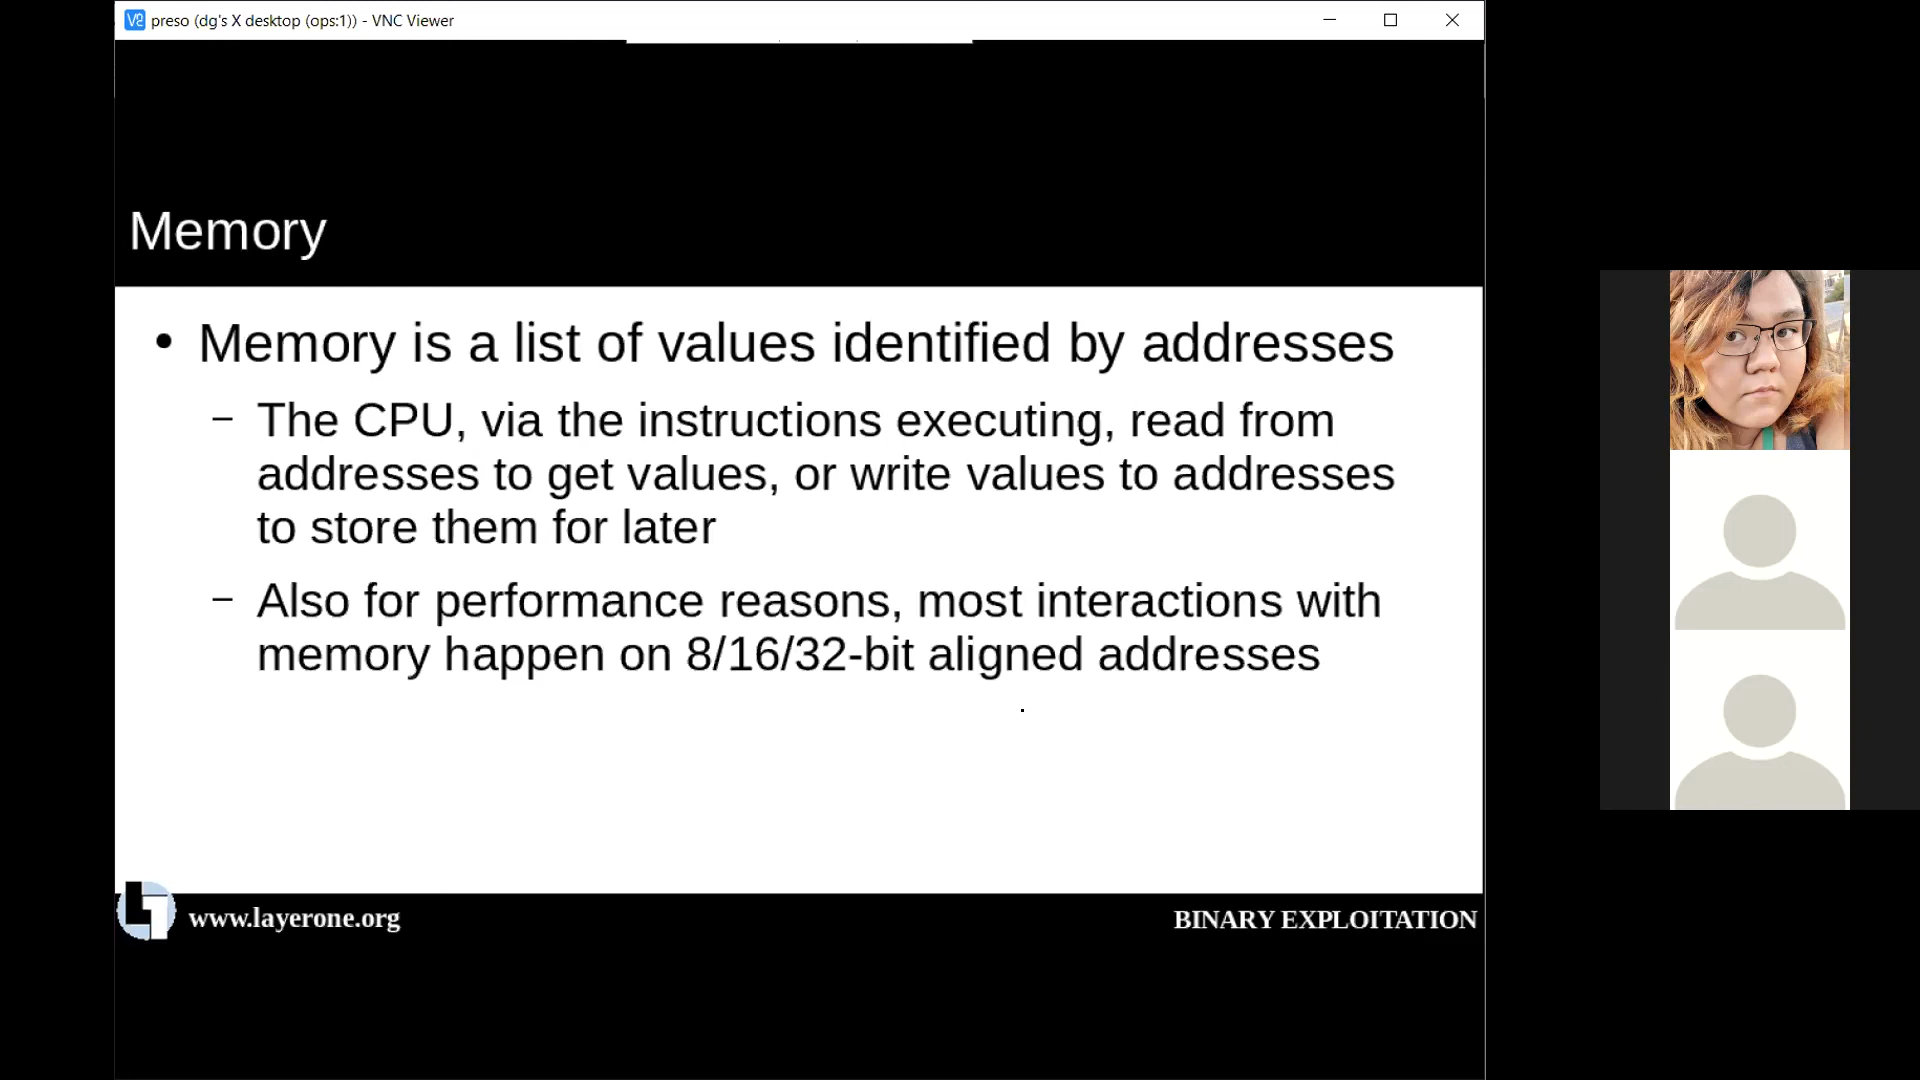 preso (dg's X desktop (ops:1)) - VNC Viewer
Memory
• Memory is a list of values identified by addresses
– The CPU, via the instructions executing, read from
addresses to get values, or write values to addresses
to store them for later
– Also for performance reasons, most interactions with
memory happen on 8/16/32-bit aligned addresses
www.layerone.org
BINARY EXPLOITATION